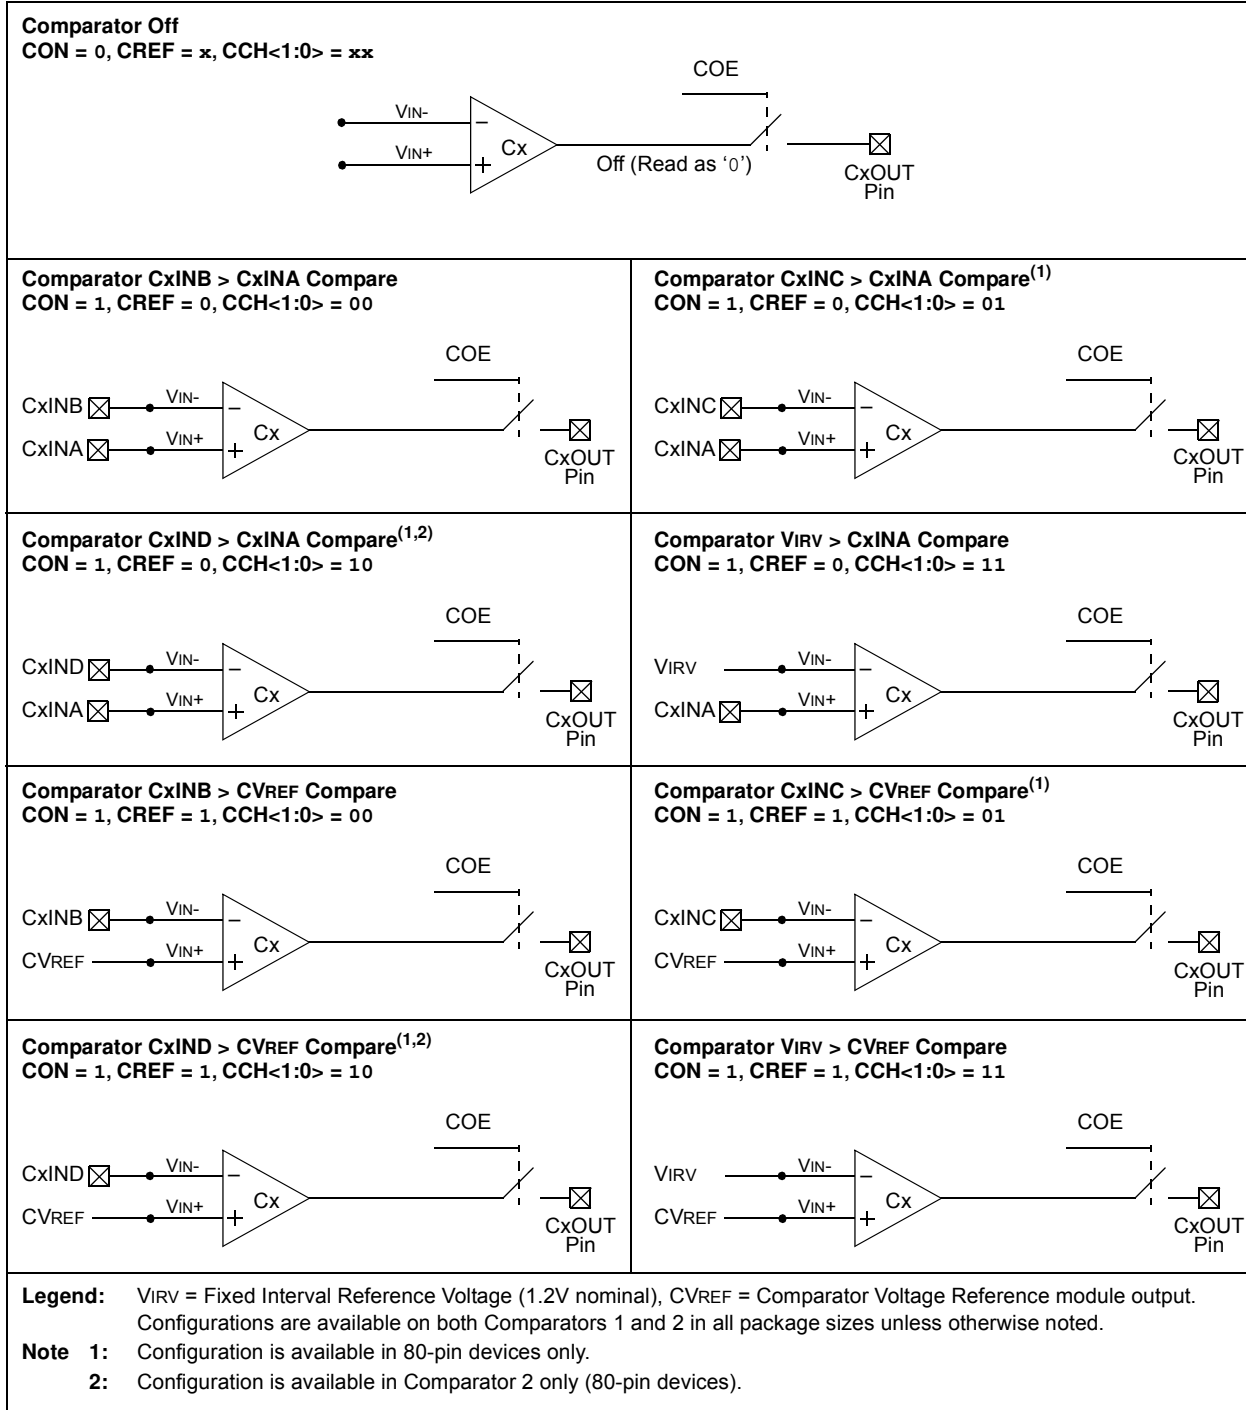 Comparator Off
CON = 0, CREF = x, CCH<1:0> = xx
COE
VIN-
VIN+
–
+
Cx
Off (Read as ‘0’)
CxOUT
Pin
Comparator CxINB > CxINA Compare
CON = 1, CREF = 0, CCH<1:0> = 00
COE
CxINB
VIN-
–
CxINA
VIN+
+
Cx
CxOUT
Pin
Comparator CxINC > CxINA Compare(1)
CON = 1, CREF = 0, CCH<1:0> = 01
COE
CxINC
VIN-
–
CxINA
VIN+
+
Cx
CxOUT
Pin
Comparator CxIND > CxINA Compare(1,2)
CON = 1, CREF = 0, CCH<1:0> = 10
COE
CxIND
VIN-
–
CxINA
VIN+
+
Cx
CxOUT
Pin
Comparator VIRV > CxINA Compare
CON = 1, CREF = 0, CCH<1:0> = 11
COE
VIRV
VIN-
–
CxINA
VIN+
+
Cx
CxOUT
Pin
Comparator CxINB > CVREF Compare
CON = 1, CREF = 1, CCH<1:0> = 00
COE
CxINB
VIN-
–
CVREF
VIN+
+
Cx
CxOUT
Pin
Comparator CxINC > CVREF Compare(1)
CON = 1, CREF = 1, CCH<1:0> = 01
COE
CxINC
VIN-
–
CVREF
VIN+
+
Cx
CxOUT
Pin
Comparator CxIND > CVREF Compare(1,2)
CON = 1, CREF = 1, CCH<1:0> = 10
COE
CxIND
VIN-
–
CVREF
VIN+
+
Cx
CxOUT
Pin
Comparator VIRV > CVREF Compare
CON = 1, CREF = 1, CCH<1:0> = 11
COE
VIRV
VIN-
–
CVREF
VIN+
+
Cx
CxOUT
Pin
Legend: VIRV = Fixed Interval Reference Voltage (1.2V nominal), CVREF = Comparator Voltage Reference module output.
Configurations are available on both Comparators 1 and 2 in all package sizes unless otherwise noted.
Note 1: Configuration is available in 80-pin devices only.
2: Configuration is available in Comparator 2 only (80-pin devices).